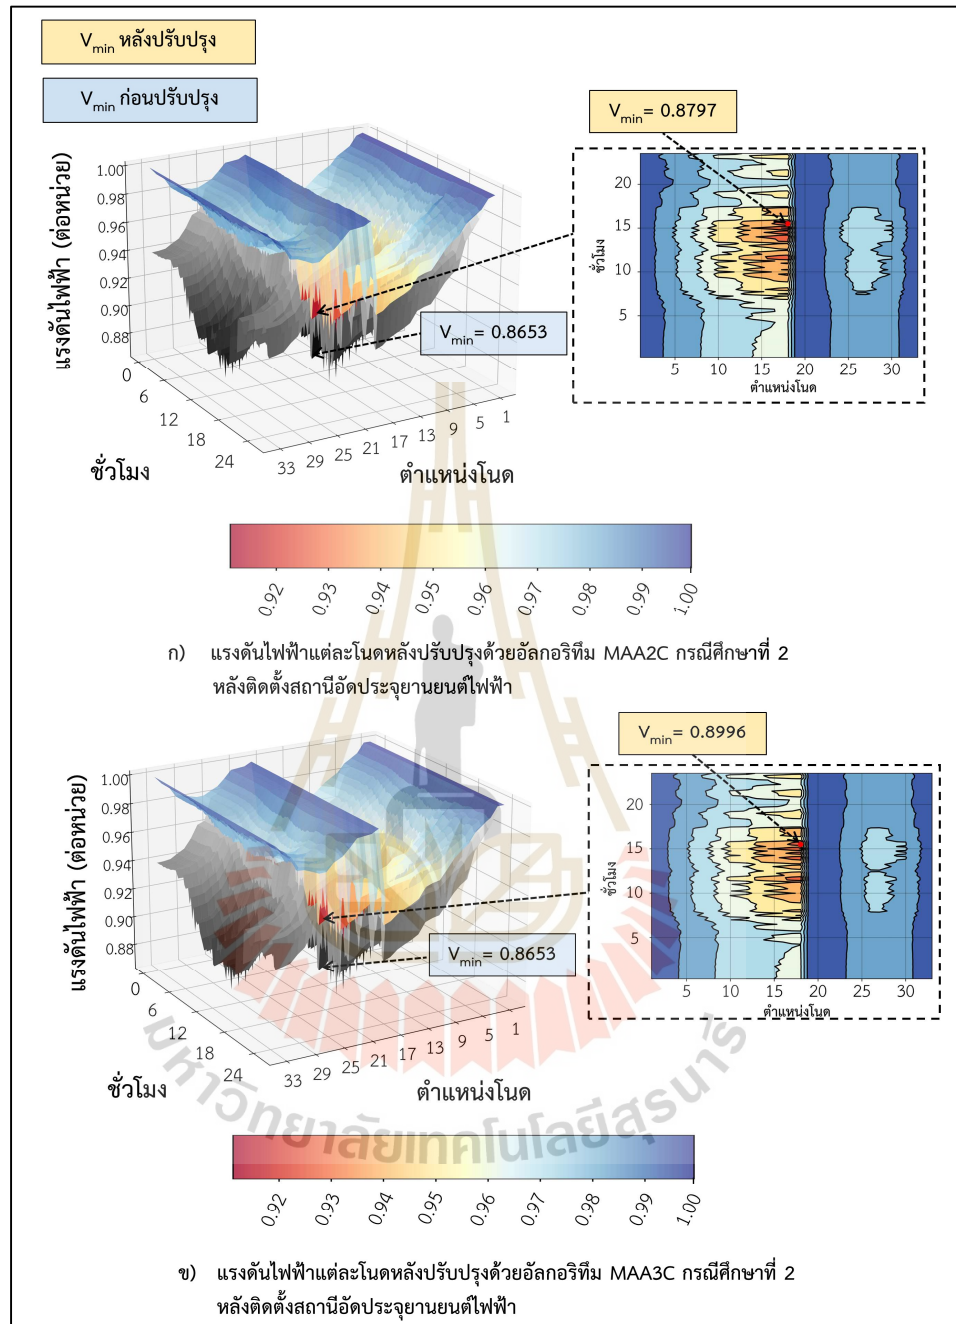 V_min หลังปรับปรุง
V_min ก่อนปรับปรุง
V_min = 0.8797
แรงดันไฟฟ้า (ต่อหน่วย)
1.00
0.98
0.96
0.94
0.92
0.90
0.88
0
6
12
18
24
33 29 25 21 17 13 9 5 1
ชั่วโมง
ตำแหน่งโนด
V_min = 0.8653
ชั่วโมง
20
15
10
5
5 10 15 20 25 30
ตำแหน่งโนด
0.92 0.93 0.94 0.95 0.96 0.97 0.98 0.99 1.00
ก) แรงดันไฟฟ้าแต่ละโนดหลังปรับปรุงด้วยอัลกอริทึม MAA2C กรณีศึกษาที่ 2
หลังติดตั้งสถานีอัดประจุยานยนต์ไฟฟ้า
V_min = 0.8996
แรงดันไฟฟ้า (ต่อหน่วย)
1.00
0.98
0.96
0.94
0.92
0.90
0.88
0
6
12
18
24
33 29 25 21 17 13 9 5 1
ชั่วโมง
ตำแหน่งโนด
V_min = 0.8653
ชั่วโมง
20
15
10
5
5 10 15 20 25 30
ตำแหน่งโนด
มหาวิทยาลัยเทคโนโลยีสุรนารี
0.92 0.93 0.94 0.95 0.96 0.97 0.98 0.99 1.00
ข) แรงดันไฟฟ้าแต่ละโนดหลังปรับปรุงด้วยอัลกอริทึม MAA3C กรณีศึกษาที่ 2
หลังติดตั้งสถานีอัดประจุยานยนต์ไฟฟ้า